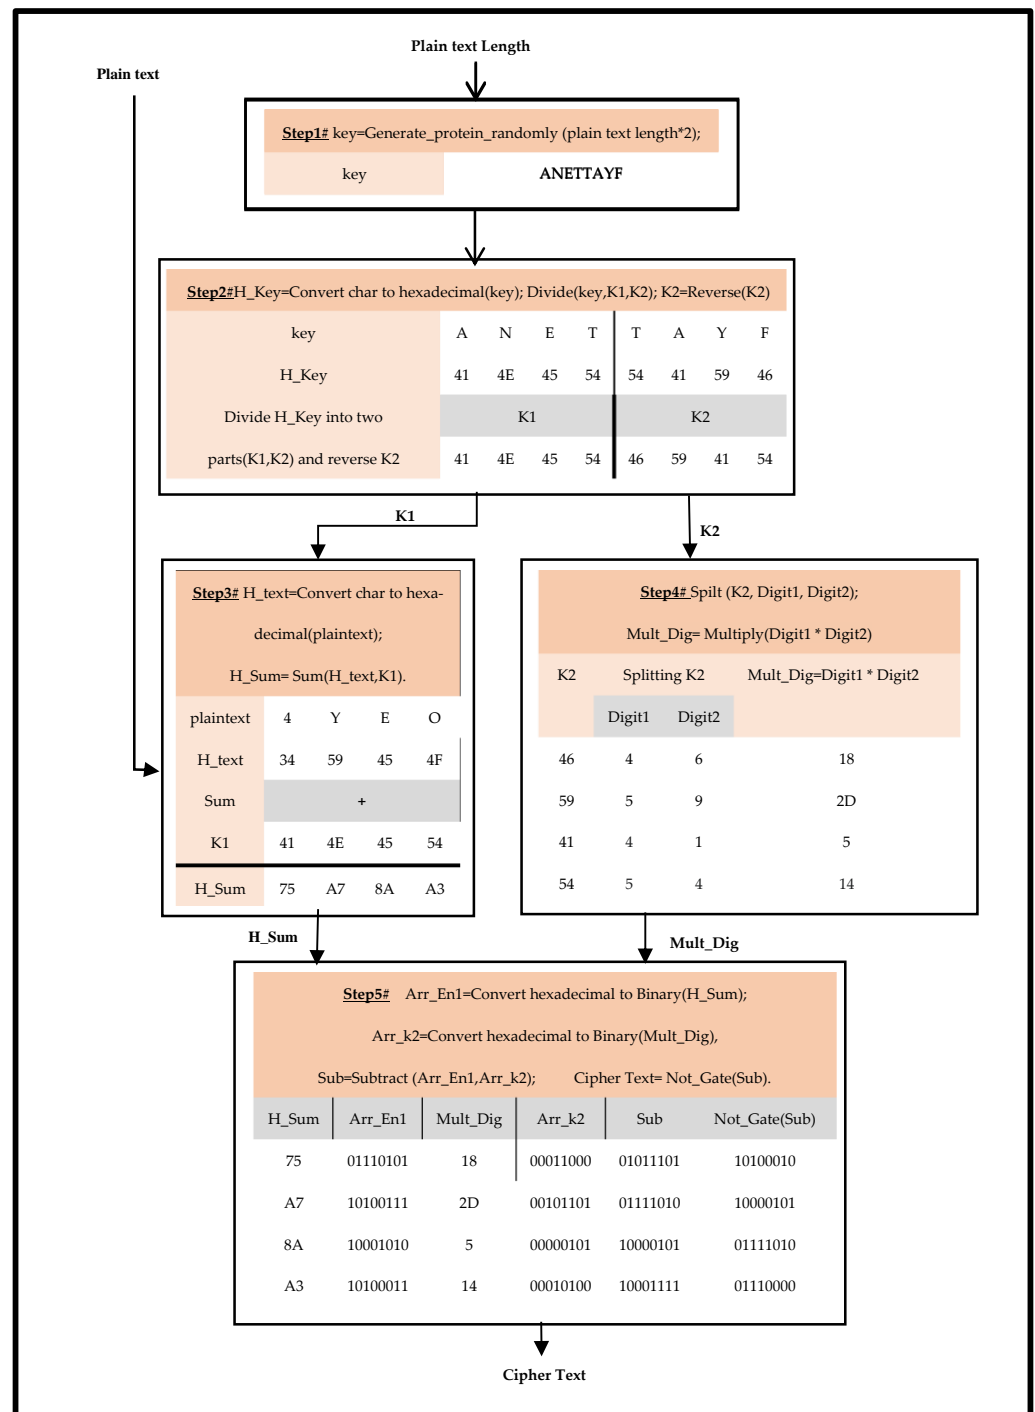 Plain text Length
Plain text
Step1# key=Generate_protein_randomly (plain text length*2);
key ANETTAYF
Step2#H_Key=Convert char to hexadecimal(key); Divide(key,K1,K2); K2=Reverse(K2)
key A N E T T A Y F
H_Key 41 4E 45 54 54 41 59 46
Divide H_Key into two K1 K2
parts(K1,K2) and reverse K2 41 4E 45 54 46 59 41 54
K1
K2
Step3# H_text=Convert char to hexa-
decimal(plaintext);
H_Sum= Sum(H_text,K1).
plaintext 4 Y E O
H_text 34 59 45 4F
Sum +
K1 41 4E 45 54
H_Sum 75 A7 8A A3
Step4# Spilt (K2, Digit1, Digit2);
Mult_Dig= Multiply(Digit1 * Digit2)
K2 Splitting K2 Mult_Dig=Digit1 * Digit2
Digit1 Digit2
46 4 6 18
59 5 9 2D
41 4 1 5
54 5 4 14
H_Sum
Mult_Dig
Step5# Arr_En1=Convert hexadecimal to Binary(H_Sum);
Arr_k2=Convert hexadecimal to Binary(Mult_Dig),
Sub=Subtract (Arr_En1,Arr_k2); Cipher Text= Not_Gate(Sub).
H_Sum Arr_En1 Mult_Dig Arr_k2 Sub Not_Gate(Sub)
75 01110101 18 00011000 01011101 10100010
A7 10100111 2D 00101101 01111010 10000101
8A 10001010 5 00000101 10000101 01111010
A3 10100011 14 00010100 10001111 01110000
Cipher Text